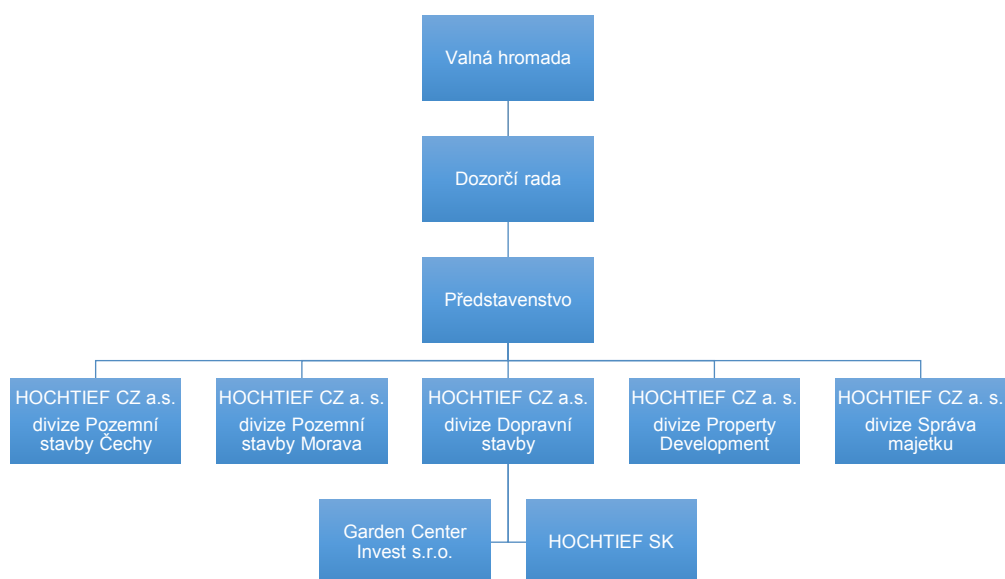 Valná hromada
Dozorčí rada
Představenstvo
HOCHTIEF CZ a.s.
divize Pozemní
stavby Čechy
HOCHTIEF CZ a. s.
divize Pozemní
stavby Morava
HOCHTIEF CZ a.s.
divize Dopravní
stavby
HOCHTIEF CZ a. s.
divize Property
Development
HOCHTIEF CZ a. s.
divize Správa
majetku
Garden Center
Invest s.r.o.
HOCHTIEF SK